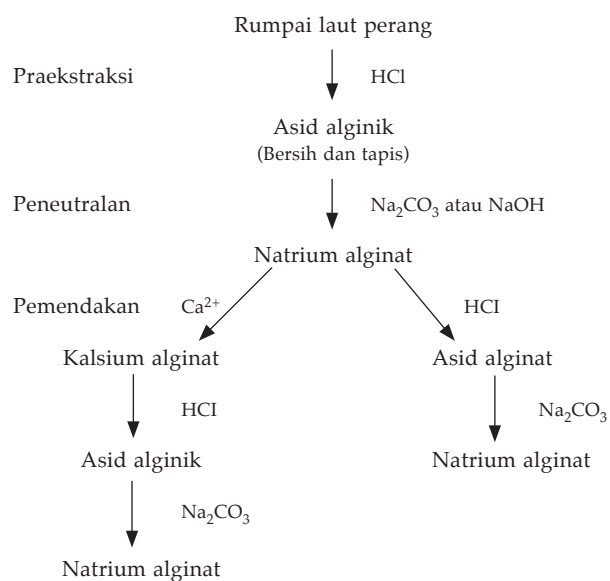 Rumpai laut perang
Praekstraksi HCl
Asid alginik
(Bersih dan tapis)
Peneutralan Na₂CO₃ atau NaOH
Natrium alginat
Pemendakan Ca²⁺ HCI
Kalsium alginat Asid alginat
HCI Na₂CO₃
Asid alginik Natrium alginat
Na₂CO₃
Natrium alginat